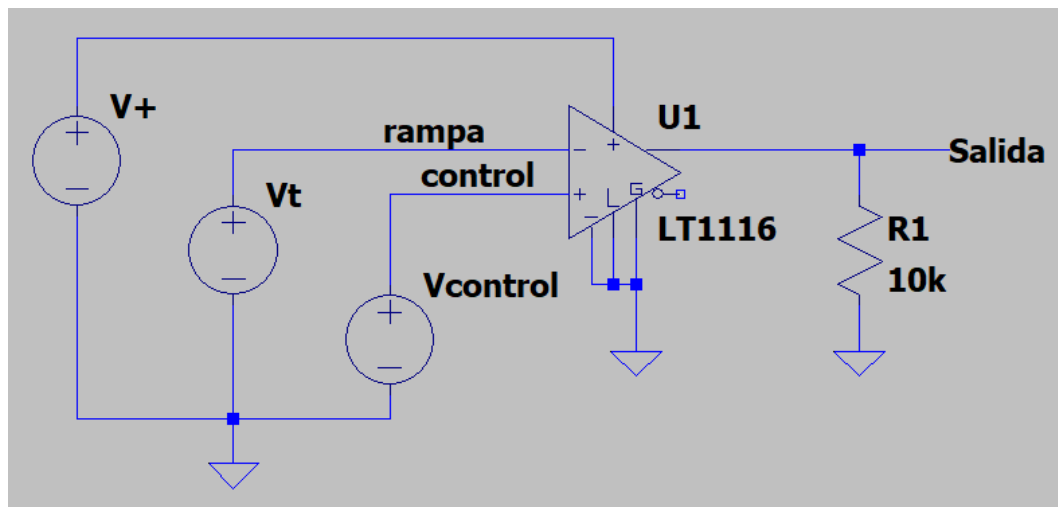 V+
U1
rampa
Salida
control
Vt
+
−
L
G
LT1116
R1
10k
Vcontrol